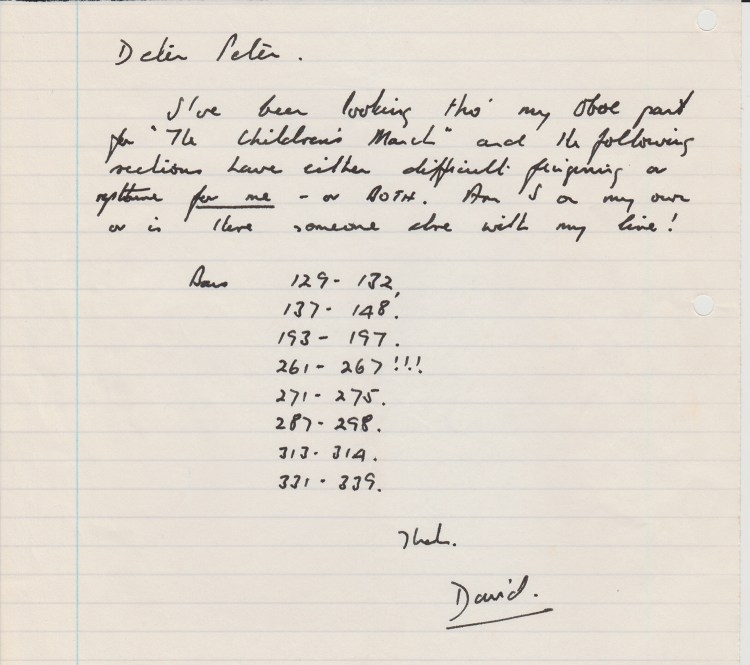 Dear Peter.
I've been looking thro' my Oboe part
for "The Children's March" and the following
sections have either difficult fingering or
rhythms for me - or BOTH. Am I on my own
or is there someone else with my line!
Bars 129 - 132,
137 - 148.
193 - 197.
261 - 267 !!!.
271 - 275.
287 - 298.
313 - 314.
331 - 339.
Thanks.
David.